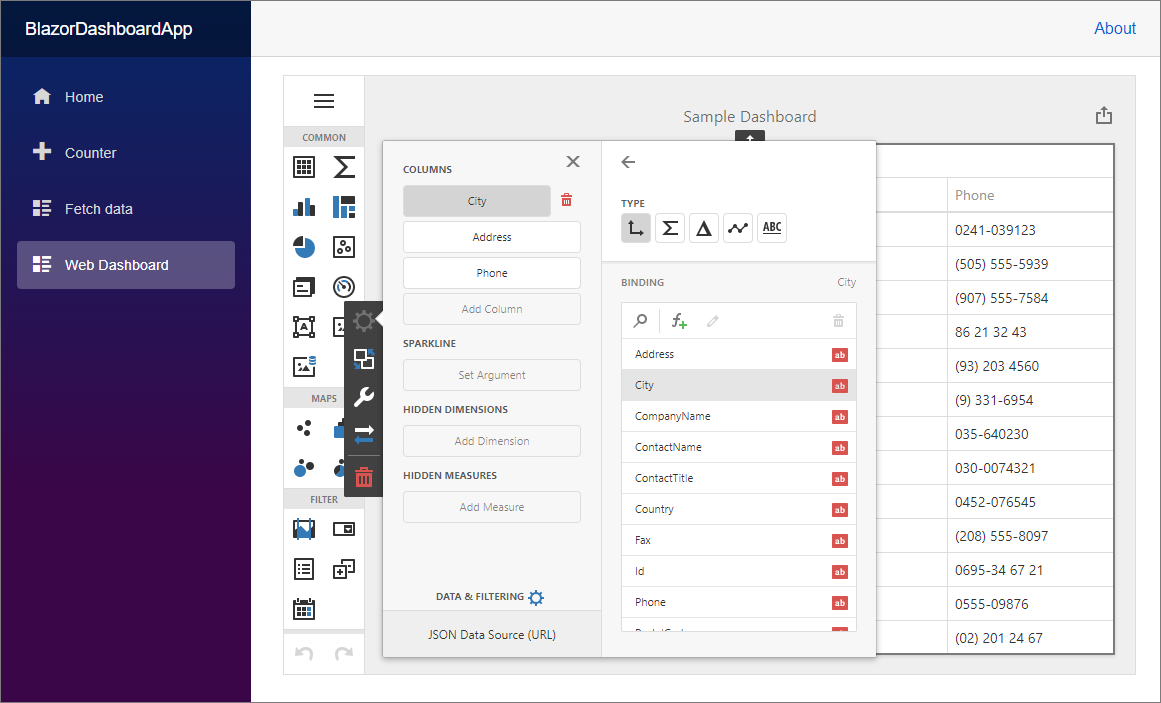 BlazorDashboardApp
About
Home
Counter
Fetch data
Web Dashboard
COMMON
MAPS
FILTER
Sample Dashboard
COLUMNS
City
Address
Phone
Add Column
SPARKLINE
Set Argument
HIDDEN DIMENSIONS
Add Dimension
HIDDEN MEASURES
Add Measure
DATA & FILTERING
JSON Data Source (URL)
TYPE
ABC
BINDING City
Address ab
City ab
CompanyName ab
ContactName ab
ContactTitle ab
Country ab
Fax ab
Id ab
Phone ab
Phone
0241-039123
(505) 555-5939
(907) 555-7584
86 21 32 43
(93) 203 4560
(9) 331-6954
035-640230
030-0074321
0452-076545
(208) 555-8097
0695-34 67 21
0555-09876
(02) 201 24 67